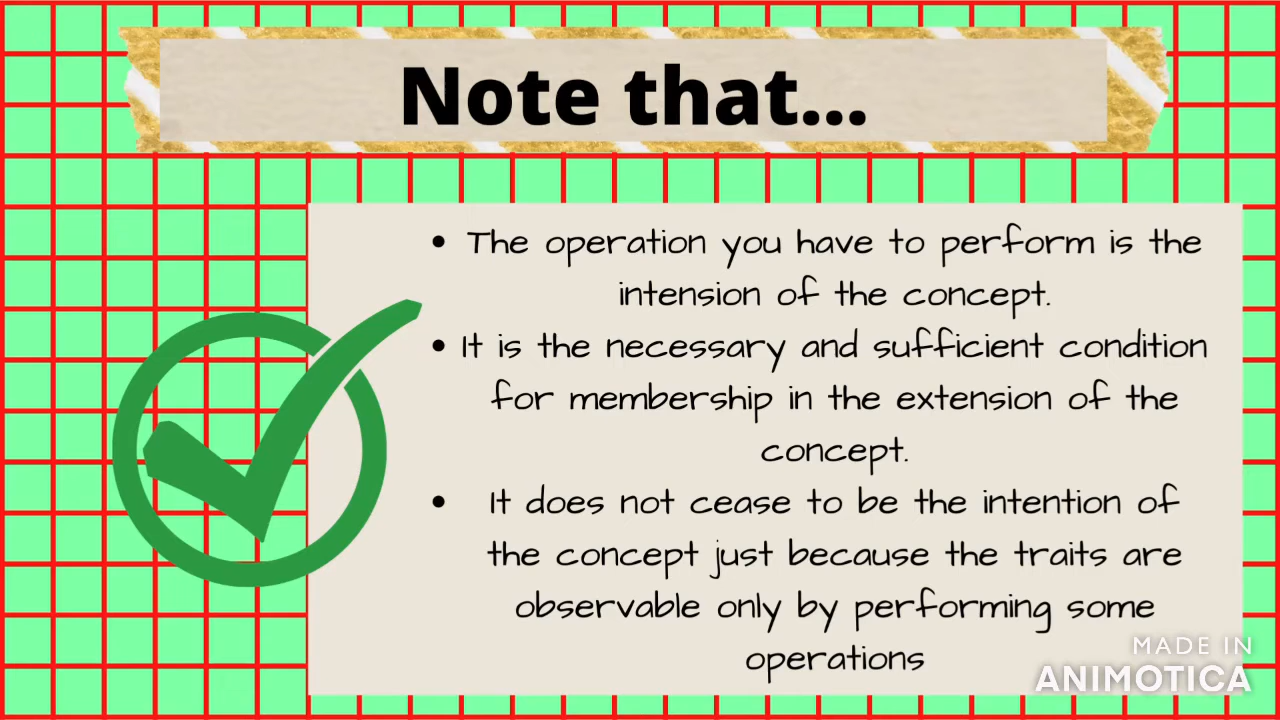 Note that...
• The operation you have to perform is the
intension of the concept.
• It is the necessary and sufficient condition
for membership in the extension of the
concept.
• It does not cease to be the intention of
the concept just because the traits are
observable only by performing some
operations
MADE IN
ANIMOTICA